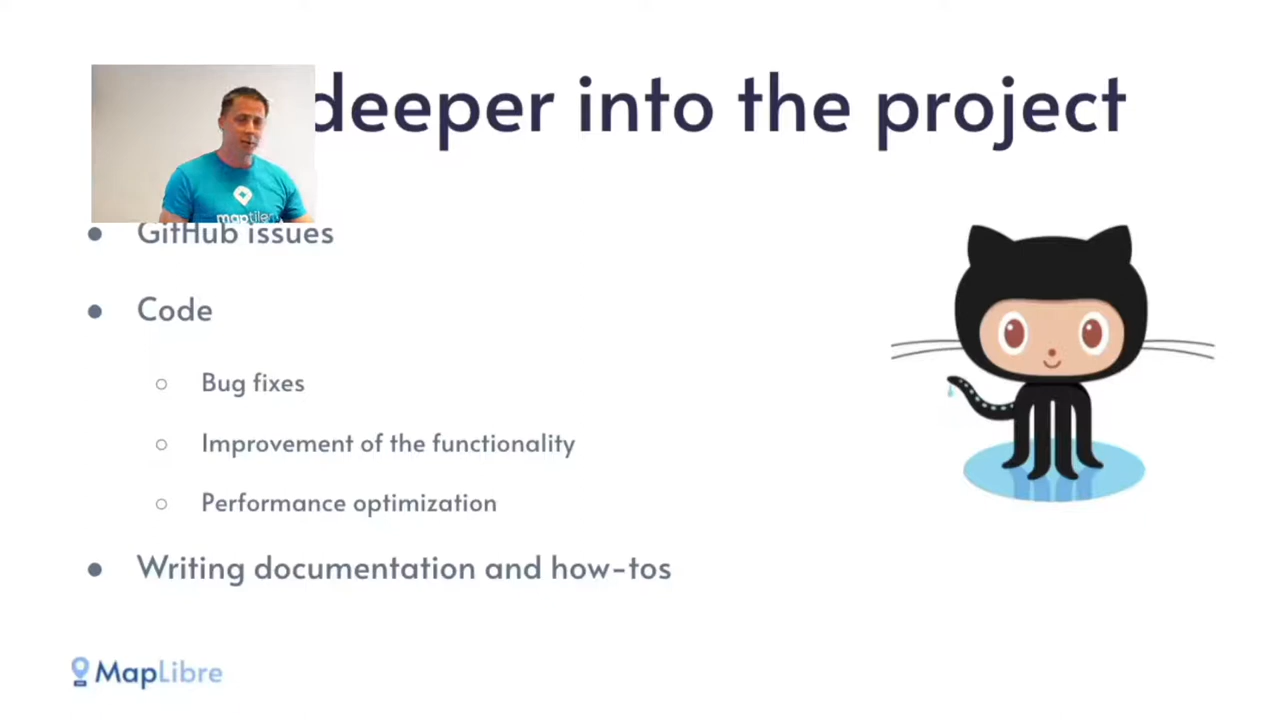 deeper into the project
maptiler
GitHub issues
Code
Bug fixes
Improvement of the functionality
Performance optimization
Writing documentation and how-tos
MapLibre